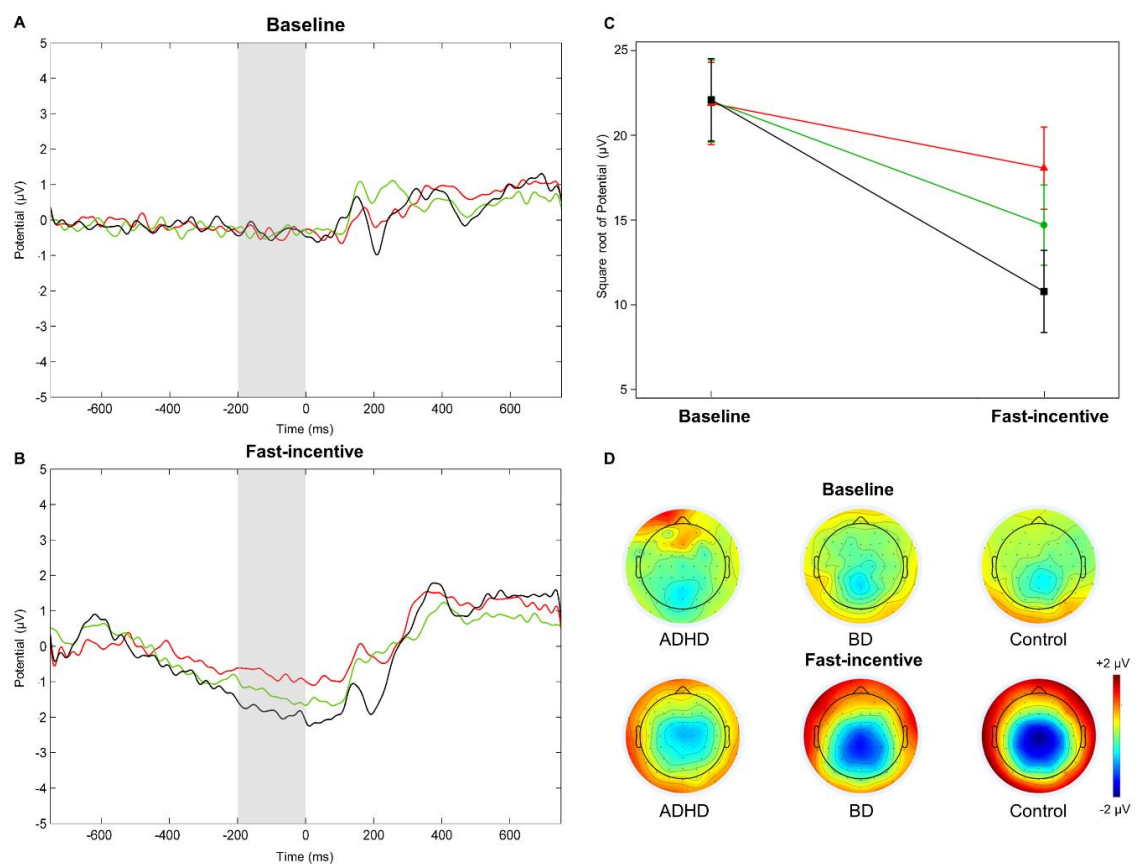 A
Baseline
5
4
3
2
1
0
1
-2
-3
-4
-5
Potential (µV)
-600 -400 -200 0 200 400 600
Time (ms)
B
Fast-incentive
5
4
3
2
1
0
-1
-2
-3
-4
-5
Potential (µV)
-600 -400 -200 0 200 400 600
Time (ms)
C
25
20
15
10
5
Square root of Potential (µV)
Baseline Fast-incentive
D
Baseline
ADHD BD Control
Fast-incentive
+2 µV
-2 µV
ADHD BD Control